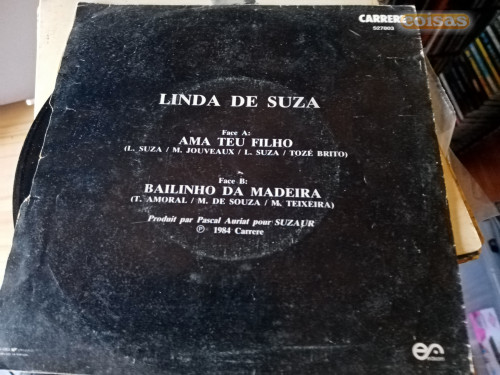 CARRERE
coisas
527803
LINDA DE SUZA
Face A:
AMA TEU FILHO
(L. SUZA / M. JOUVEAUX / L. SUZA / TOZÉ BRITO)
Face B:
BAILINHO DA MADEIRA
(T. AMORAL / M. DE SOUZA / M. TEIXEIRA)
Produit par Pascal Auriat pour SUZAUR
Ⓟ 1984 Carrere